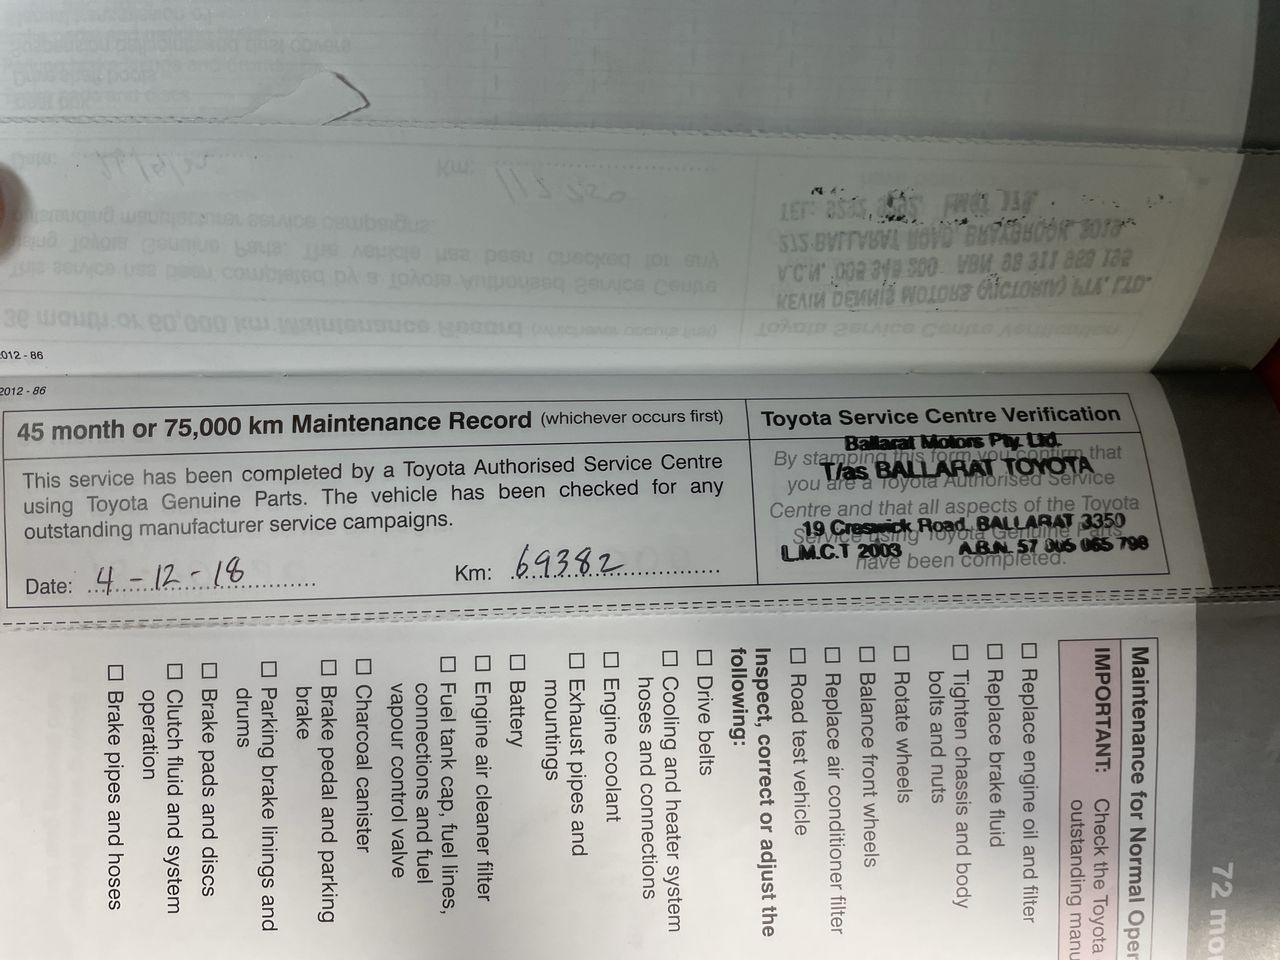 012 - 86
2012 - 86
45 month or 75,000 km Maintenance Record (whichever occurs first)
This service has been completed by a Toyota Authorised Service Centre
using Toyota Genuine Parts. The vehicle has been checked for any
outstanding manufacturer service campaigns.
Date: 4-12-18
Km: 69382
Toyota Service Centre Verification
By stamping this form you confirm that
you are a Toyota Authorised Service
Centre and that all aspects of the Toyota
Service using Toyota Genuine Parts
have been completed.
Ballarat Motors Pty. Ltd.
T/as BALLARAT TOYOTA
19 Creswick Road, BALLARAT 3350
L.M.C.T 2003 A.B.N. 57 005 065 798
72 mo
Maintenance for Normal Oper
IMPORTANT: Check the Toyota
outstanding manu
☐ Replace engine oil and filter
☐ Replace brake fluid
☐ Tighten chassis and body
bolts and nuts
☐ Rotate wheels
☐ Balance front wheels
☐ Replace air conditioner filter
☐ Road test vehicle
Inspect, correct or adjust the
following:
☐ Drive belts
☐ Cooling and heater system
hoses and connections
☐ Engine coolant
☐ Exhaust pipes and
mountings
☐ Battery
☐ Engine air cleaner filter
☐ Fuel tank cap, fuel lines,
connections and fuel
vapour control valve
☐ Charcoal canister
☐ Brake pedal and parking
brake
☐ Parking brake linings and
drums
☐ Brake pads and discs
☐ Clutch fluid and system
operation
☐ Brake pipes and hoses